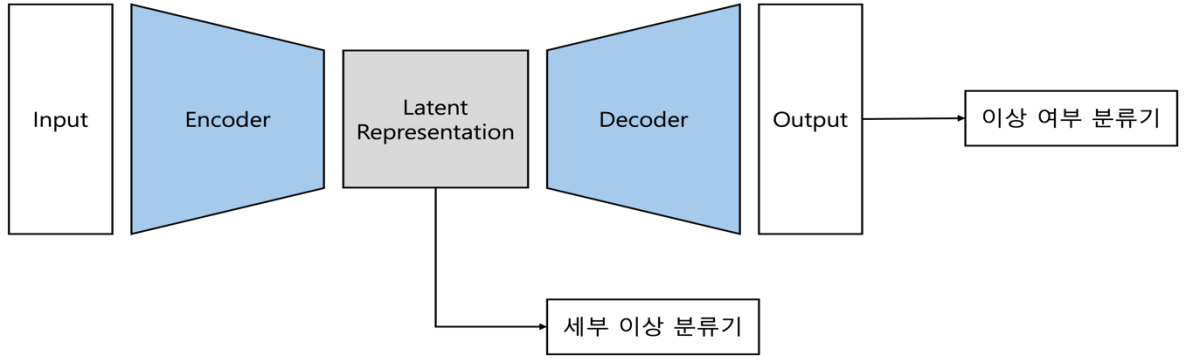 Input
Encoder
Latent
Representation
Decoder
Output
이상 여부 분류기
세부 이상 분류기